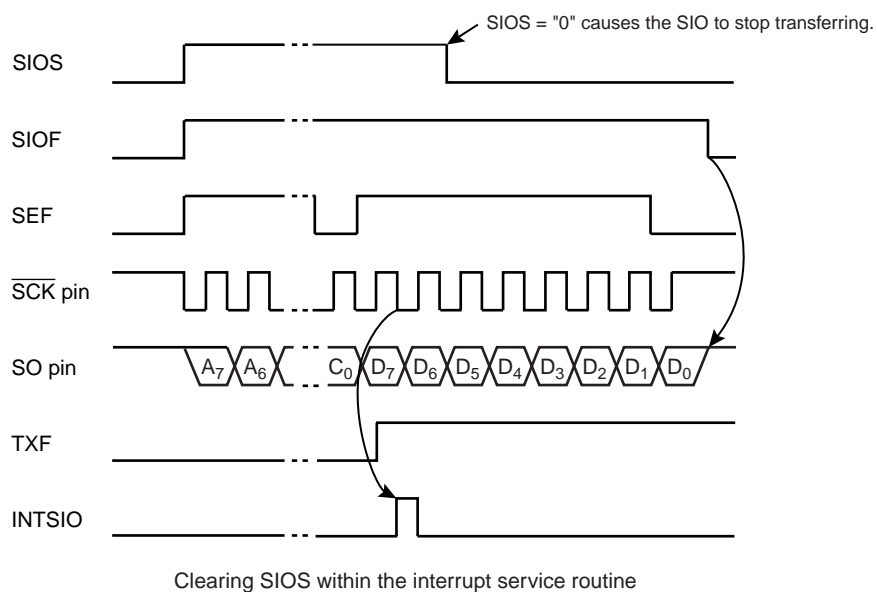 SIOS = "0" causes the SIO to stop transferring.
SIOS
SIOF
SEF
SCK pin
SO pin
A7 A6 C0 D7 D6 D5 D4 D3 D2 D1 D0
TXF
INTSIO
Clearing SIOS within the interrupt service routine